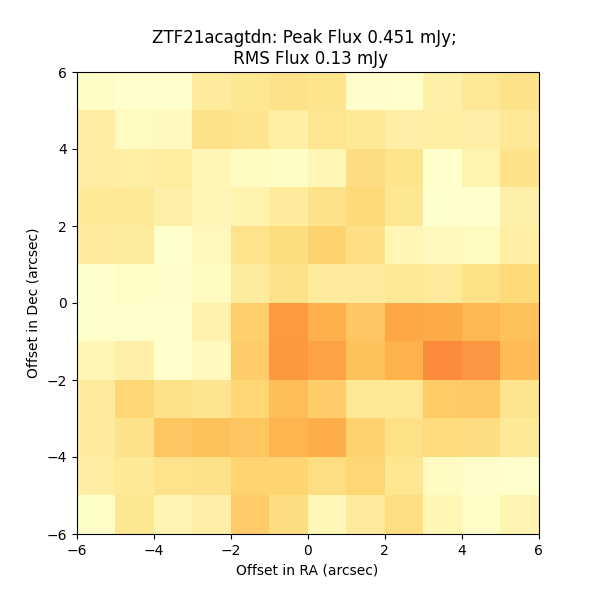 ZTF21acagtdn: Peak Flux 0.451 mJy;
RMS Flux 0.13 mJy
6
4
2
0
−2
−4
−6
Offset in Dec (arcsec)
−6 −4 −2 0 2 4 6
Offset in RA (arcsec)